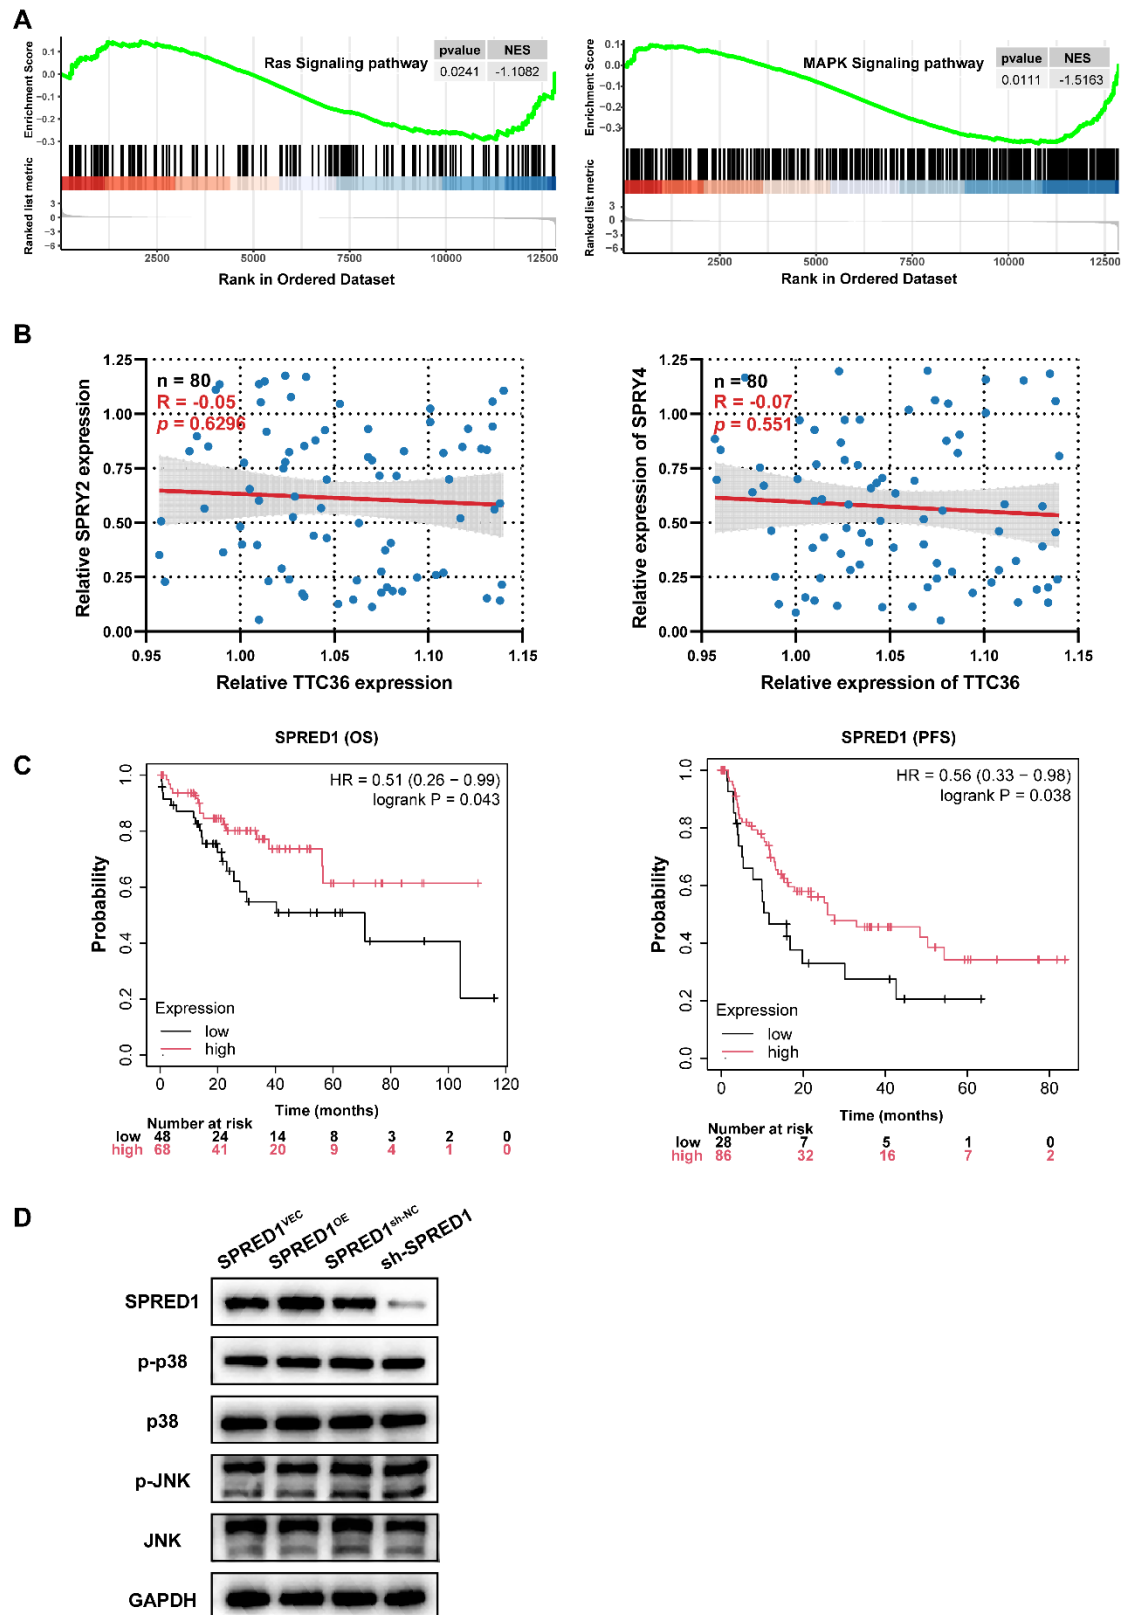 A
Enrichment Score
0.1
0.0
−0.1
−0.2
−0.3
Ras Signaling pathway
pvalue NES
0.0241 -1.1082
Ranked list metric
3
0
−3
−6
2500 5000 7500 10000 12500
Rank in Ordered Dataset
Enrichment Score
0.1
0.0
−0.1
−0.2
−0.3
MAPK Signaling pathway
pvalue NES
0.0111 -1.5163
Ranked list metric
3
0
−3
−6
2500 5000 7500 10000 12500
Rank in Ordered Dataset
B
Relative SPRY2 expression
1.25
1.00
0.75
0.50
0.25
0.00
n = 80
R = -0.05
p = 0.6296
0.95 1.00 1.05 1.10 1.15
Relative TTC36 expression
Relative expression of SPRY4
1.25
1.00
0.75
0.50
0.25
0.00
n = 80
R = -0.07
p = 0.551
0.95 1.00 1.05 1.10 1.15
Relative expression of TTC36
C
SPRED1 (OS)
HR = 0.51 (0.26 − 0.99)
logrank P = 0.043
Probability
1.0
0.8
0.6
0.4
0.2
0.0
Expression
low
high
0 20 40 60 80 100 120
Time (months)
Number at risk
low 48 24 14 8 3 2 0
high 68 41 20 9 4 1 0
SPRED1 (PFS)
HR = 0.56 (0.33 − 0.98)
logrank P = 0.038
Probability
1.0
0.8
0.6
0.4
0.2
0.0
Expression
low
high
0 20 40 60 80
Time (months)
Number at risk
low 28 7 5 1 0
high 86 32 16 7 2
D
SPRED1VEC
SPRED1OE
SPRED1sh-NC
sh-SPRED1
SPRED1
p-p38
p38
p-JNK
JNK
GAPDH